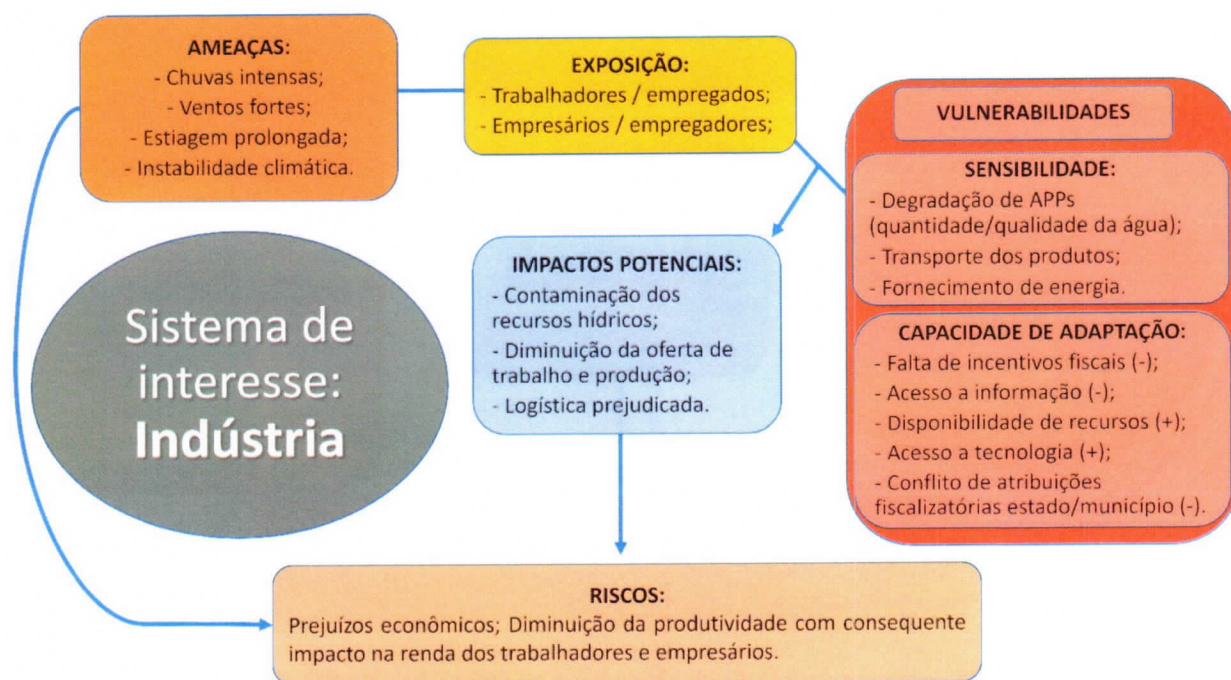 AMEAÇAS:
- Chuvas intensas;
- Ventos fortes;
- Estiagem prolongada;
- Instabilidade climática.
EXPOSIÇÃO:
- Trabalhadores / empregados;
- Empresários / empregadores;
VULNERABILIDADES
SENSIBILIDADE:
- Degradação de APPs
(quantidade/qualidade da água);
- Transporte dos produtos;
- Fornecimento de energia.
CAPACIDADE DE ADAPTAÇÃO:
- Falta de incentivos fiscais (-);
- Acesso a informação (-);
- Disponibilidade de recursos (+);
- Acesso a tecnologia (+);
- Conflito de atribuições
fiscalizatórias estado/município (-).
IMPACTOS POTENCIAIS:
- Contaminação dos
recursos hídricos;
- Diminuição da oferta de
trabalho e produção;
- Logística prejudicada.
Sistema de
interesse:
Indústria
RISCOS:
Prejuízos econômicos; Diminuição da produtividade com consequente
impacto na renda dos trabalhadores e empresários.